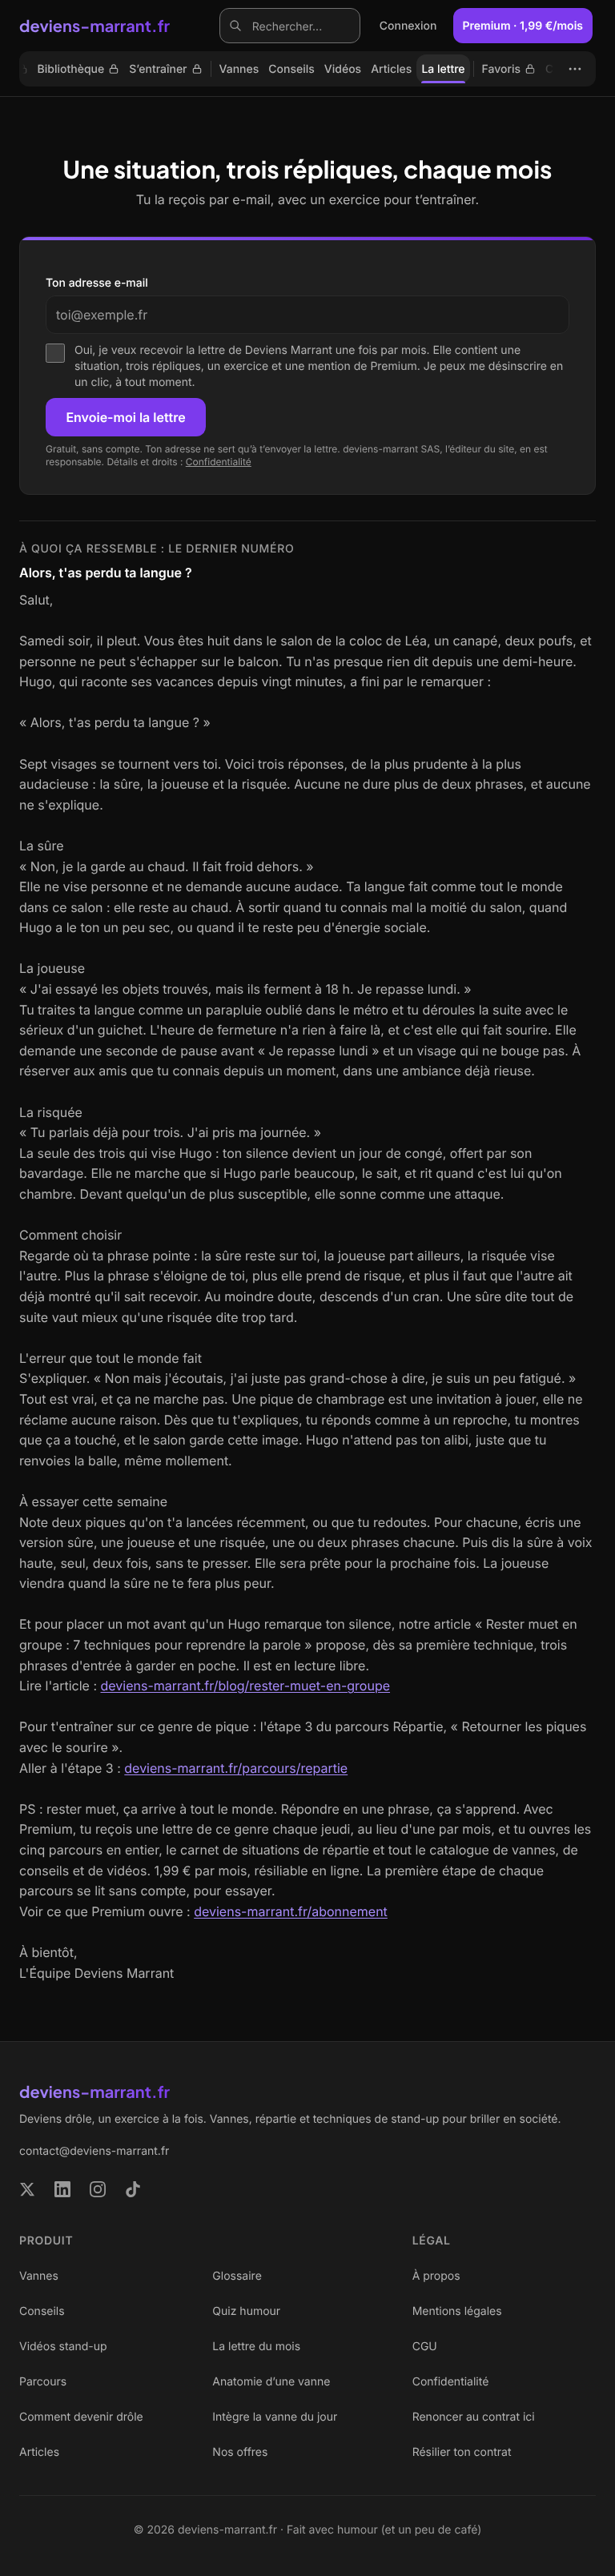 deviens-marrant.fr
Rechercher...
Connexion
Premium · 1,99 €/mois
Bibliothèque
S’entraîner
Vannes
Conseils
Vidéos
Articles
La lettre
Favoris
Une situation, trois répliques, chaque mois
Tu la reçois par e-mail, avec un exercice pour t’entraîner.
Ton adresse e-mail
toi@exemple.fr
Oui, je veux recevoir la lettre de Deviens Marrant une fois par mois. Elle contient une
situation, trois répliques, un exercice et une mention de Premium. Je peux me désinscrire en
un clic, à tout moment.
Envoie-moi la lettre
Gratuit, sans compte. Ton adresse ne sert qu’à t’envoyer la lettre. deviens-marrant SAS, l’éditeur du site, en est
responsable. Détails et droits : Confidentialité
À QUOI ÇA RESSEMBLE : LE DERNIER NUMÉRO
Alors, t'as perdu ta langue ?
Salut,
Samedi soir, il pleut. Vous êtes huit dans le salon de la coloc de Léa, un canapé, deux poufs, et
personne ne peut s'échapper sur le balcon. Tu n'as presque rien dit depuis une demi-heure.
Hugo, qui raconte ses vacances depuis vingt minutes, a fini par le remarquer :
« Alors, t'as perdu ta langue ? »
Sept visages se tournent vers toi. Voici trois réponses, de la plus prudente à la plus
audacieuse : la sûre, la joueuse et la risquée. Aucune ne dure plus de deux phrases, et aucune
ne s'explique.
La sûre
« Non, je la garde au chaud. Il fait froid dehors. »
Elle ne vise personne et ne demande aucune audace. Ta langue fait comme tout le monde
dans ce salon : elle reste au chaud. À sortir quand tu connais mal la moitié du salon, quand
Hugo a le ton un peu sec, ou quand il te reste peu d'énergie sociale.
La joueuse
« J'ai essayé les objets trouvés, mais ils ferment à 18 h. Je repasse lundi. »
Tu traites ta langue comme un parapluie oublié dans le métro et tu déroules la suite avec le
sérieux d'un guichet. L'heure de fermeture n'a rien à faire là, et c'est elle qui fait sourire. Elle
demande une seconde de pause avant « Je repasse lundi » et un visage qui ne bouge pas. À
réserver aux amis que tu connais depuis un moment, dans une ambiance déjà rieuse.
La risquée
« Tu parlais déjà pour trois. J'ai pris ma journée. »
La seule des trois qui vise Hugo : ton silence devient un jour de congé, offert par son
bavardage. Elle ne marche que si Hugo parle beaucoup, le sait, et rit quand c'est lui qu'on
chambre. Devant quelqu'un de plus susceptible, elle sonne comme une attaque.
Comment choisir
Regarde où ta phrase pointe : la sûre reste sur toi, la joueuse part ailleurs, la risquée vise
l'autre. Plus la phrase s'éloigne de toi, plus elle prend de risque, et plus il faut que l'autre ait
déjà montré qu'il sait recevoir. Au moindre doute, descends d'un cran. Une sûre dite tout de
suite vaut mieux qu'une risquée dite trop tard.
L'erreur que tout le monde fait
S'expliquer. « Non mais j'écoutais, j'ai juste pas grand-chose à dire, je suis un peu fatigué. »
Tout est vrai, et ça ne marche pas. Une pique de chambrage est une invitation à jouer, elle ne
réclame aucune raison. Dès que tu t'expliques, tu réponds comme à un reproche, tu montres
que ça a touché, et le salon garde cette image. Hugo n'attend pas ton alibi, juste que tu
renvoies la balle, même mollement.
À essayer cette semaine
Note deux piques qu'on t'a lancées récemment, ou que tu redoutes. Pour chacune, écris une
version sûre, une joueuse et une risquée, une ou deux phrases chacune. Puis dis la sûre à voix
haute, seul, deux fois, sans te presser. Elle sera prête pour la prochaine fois. La joueuse
viendra quand la sûre ne te fera plus peur.
Et pour placer un mot avant qu'un Hugo remarque ton silence, notre article « Rester muet en
groupe : 7 techniques pour reprendre la parole » propose, dès sa première technique, trois
phrases d'entrée à garder en poche. Il est en lecture libre.
Lire l'article : deviens-marrant.fr/blog/rester-muet-en-groupe
Pour t'entraîner sur ce genre de pique : l'étape 3 du parcours Répartie, « Retourner les piques
avec le sourire ».
Aller à l'étape 3 : deviens-marrant.fr/parcours/repartie
PS : rester muet, ça arrive à tout le monde. Répondre en une phrase, ça s'apprend. Avec
Premium, tu reçois une lettre de ce genre chaque jeudi, au lieu d'une par mois, et tu ouvres les
cinq parcours en entier, le carnet de situations de répartie et tout le catalogue de vannes, de
conseils et de vidéos. 1,99 € par mois, résiliable en ligne. La première étape de chaque
parcours se lit sans compte, pour essayer.
Voir ce que Premium ouvre : deviens-marrant.fr/abonnement
À bientôt,
L'Équipe Deviens Marrant
deviens-marrant.fr
Deviens drôle, un exercice à la fois. Vannes, répartie et techniques de stand-up pour briller en société.
contact@deviens-marrant.fr
PRODUIT
LÉGAL
Vannes
Glossaire
À propos
Conseils
Quiz humour
Mentions légales
Vidéos stand-up
La lettre du mois
CGU
Parcours
Anatomie d’une vanne
Confidentialité
Comment devenir drôle
Intègre la vanne du jour
Renoncer au contrat ici
Articles
Nos offres
Résilier ton contrat
© 2026 deviens-marrant.fr · Fait avec humour (et un peu de café)